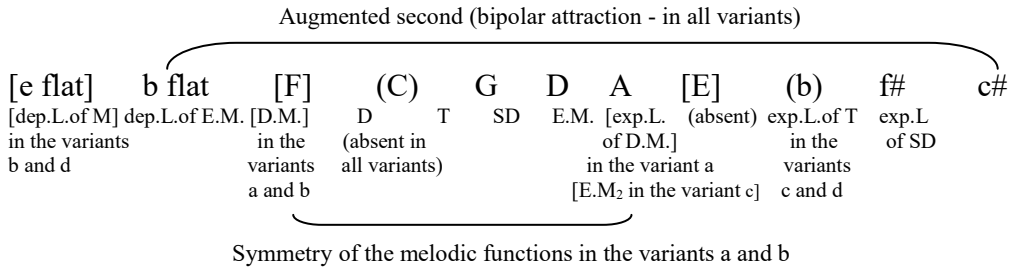 Augmented second (bipolar attraction - in all variants)
[e flat] b flat [F] (C) G D A [E] (b) f# c#
[dep.L.of M] dep.L.of E.M. [D.M.] D T SD E.M. [exp.L. (absent) exp.L.of T exp.L
in the variants in the (absent in of D.M.] in the of SD
b and d variants all variants) in the variant a variants
a and b [E.M2 in the variant c] c and d
Symmetry of the melodic functions in the variants a and b